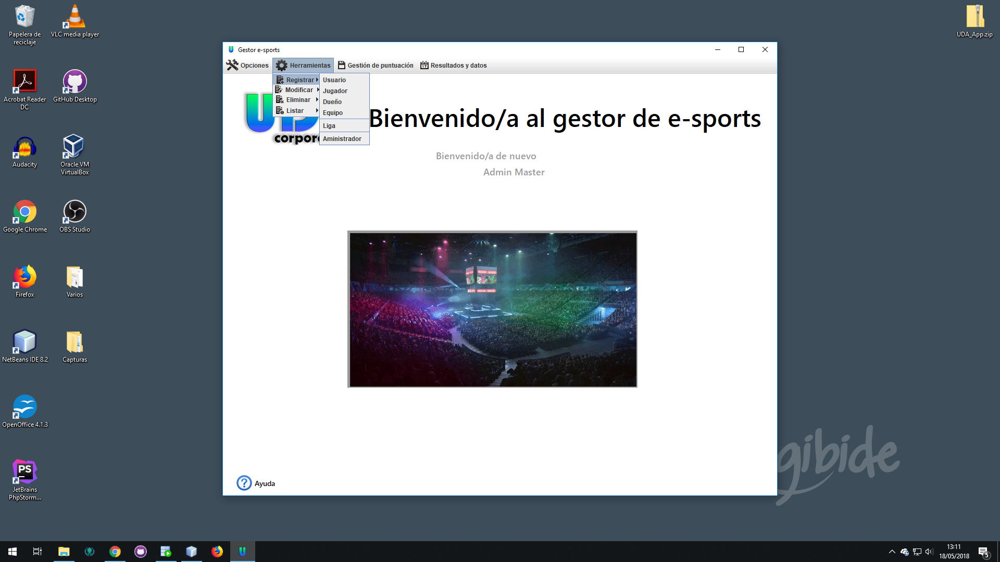 Papelera de
reciclaje
VLC media player
UDA_App.zip
Acrobat Reader
DC
GitHub Desktop
Audacity
Oracle VM
VirtualBox
Google Chrome
OBS Studio
Firefox
Varios
NetBeans IDE 8.2
Capturas
OpenOffice 4.1.3
PS
JetBrains
PhpStorm...
Gestor e-sports
Opciones
Herramientas
Gestión de puntuación
17
Resultados y datos
Registrar
Modificar
Eliminar
Listar
Usuario
Jugador
Dueño
Equipo
Liga
Aministrador
corpor
Bienvenido/a al gestor de e-sports
Bienvenido/a de nuevo
Admin Master
Ayuda
gibide
13:11
18/05/2018
5